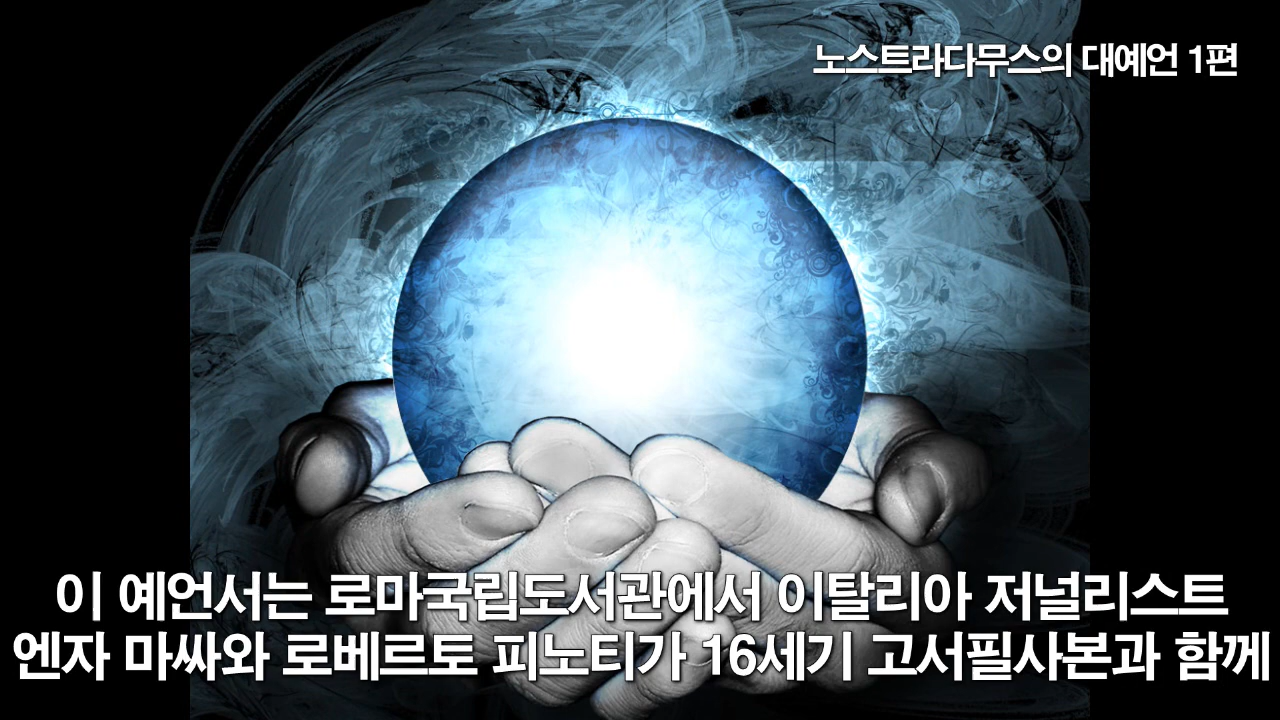 노스트라다무스의 대예언 1편
이 예언서는 로마국립도서관에서 이탈리아 저널리스트
엔자 마싸와 로베르토 피노티가 16세기 고서필사본과 함께